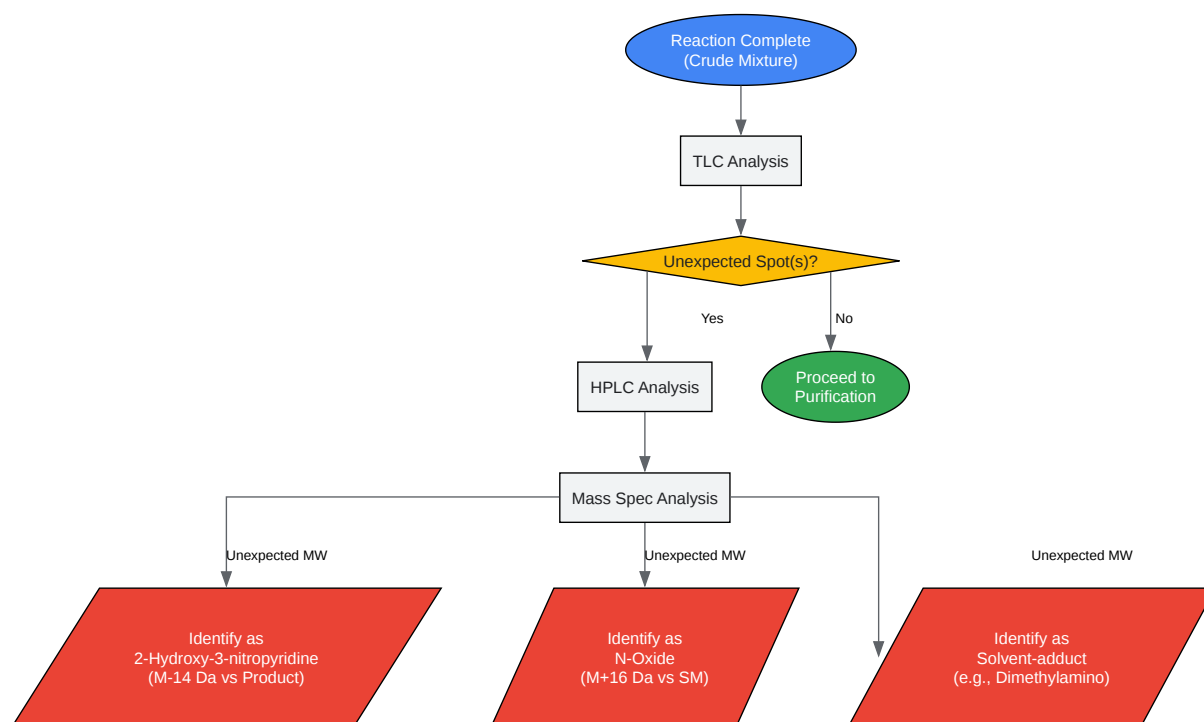 Reaction Complete
(Crude Mixture)
TLC Analysis
Unexpected Spot(s)?
Yes
No
HPLC Analysis
Proceed to
Purification
Mass Spec Analysis
Unexpected MW
Unexpected MW
Unexpected MW
Identify as
2-Hydroxy-3-nitropyridine
(M-14 Da vs Product)
Identify as
N-Oxide
(M+16 Da vs SM)
Identify as
Solvent-adduct
(e.g., Dimethylamino)